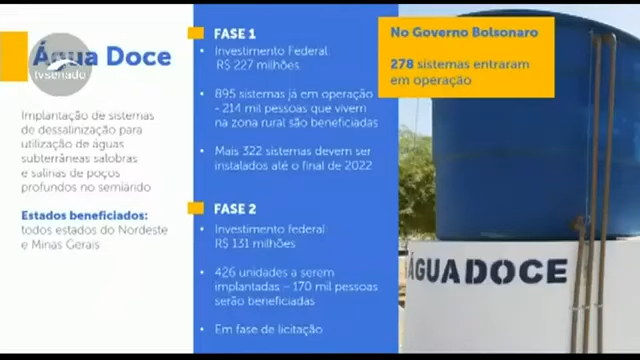 Água Doce
tvsenado
Implantação de sistemas
de dessalinização para
utilização de águas
subterrâneas salobras
e salinas de poços
profundos no semiárido
Estados beneficiados:
todos estados do Nordeste
e Minas Gerais
FASE 1
• Investimento Federal:
R$ 227 milhões
• 895 sistemas já em operação
- 214 mil pessoas que vivem
na zona rural são beneficiadas
• Mais 322 sistemas devem ser
instalados até o final de 2022
FASE 2
• Investimento federal:
R$ 131 milhões
• 426 unidades a serem
implantadas – 170 mil pessoas
serão beneficiadas
• Em fase de licitação
No Governo Bolsonaro
278 sistemas entraram
em operação
ÁGUA DOCE